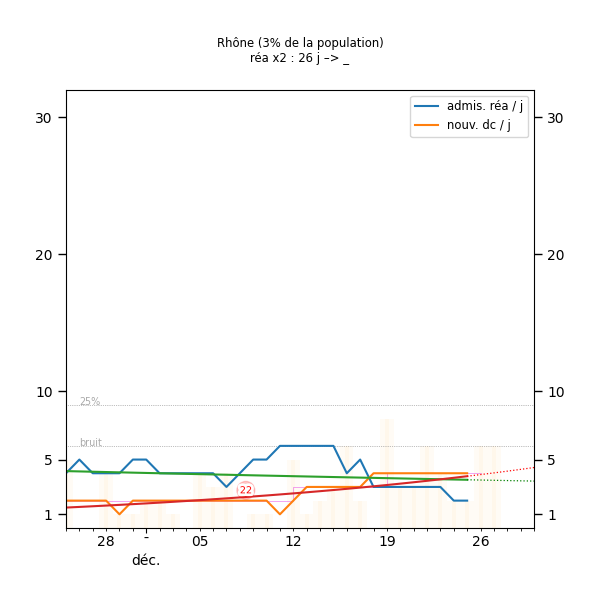 Rhône (3% de la population)
réa x2 : 26 j –> _
admis. réa / j
nouv. dc / j
30 30
20 20
10 10
25%
bruit
5 5
22
1 1
28 - 05 12 19 26
déc.